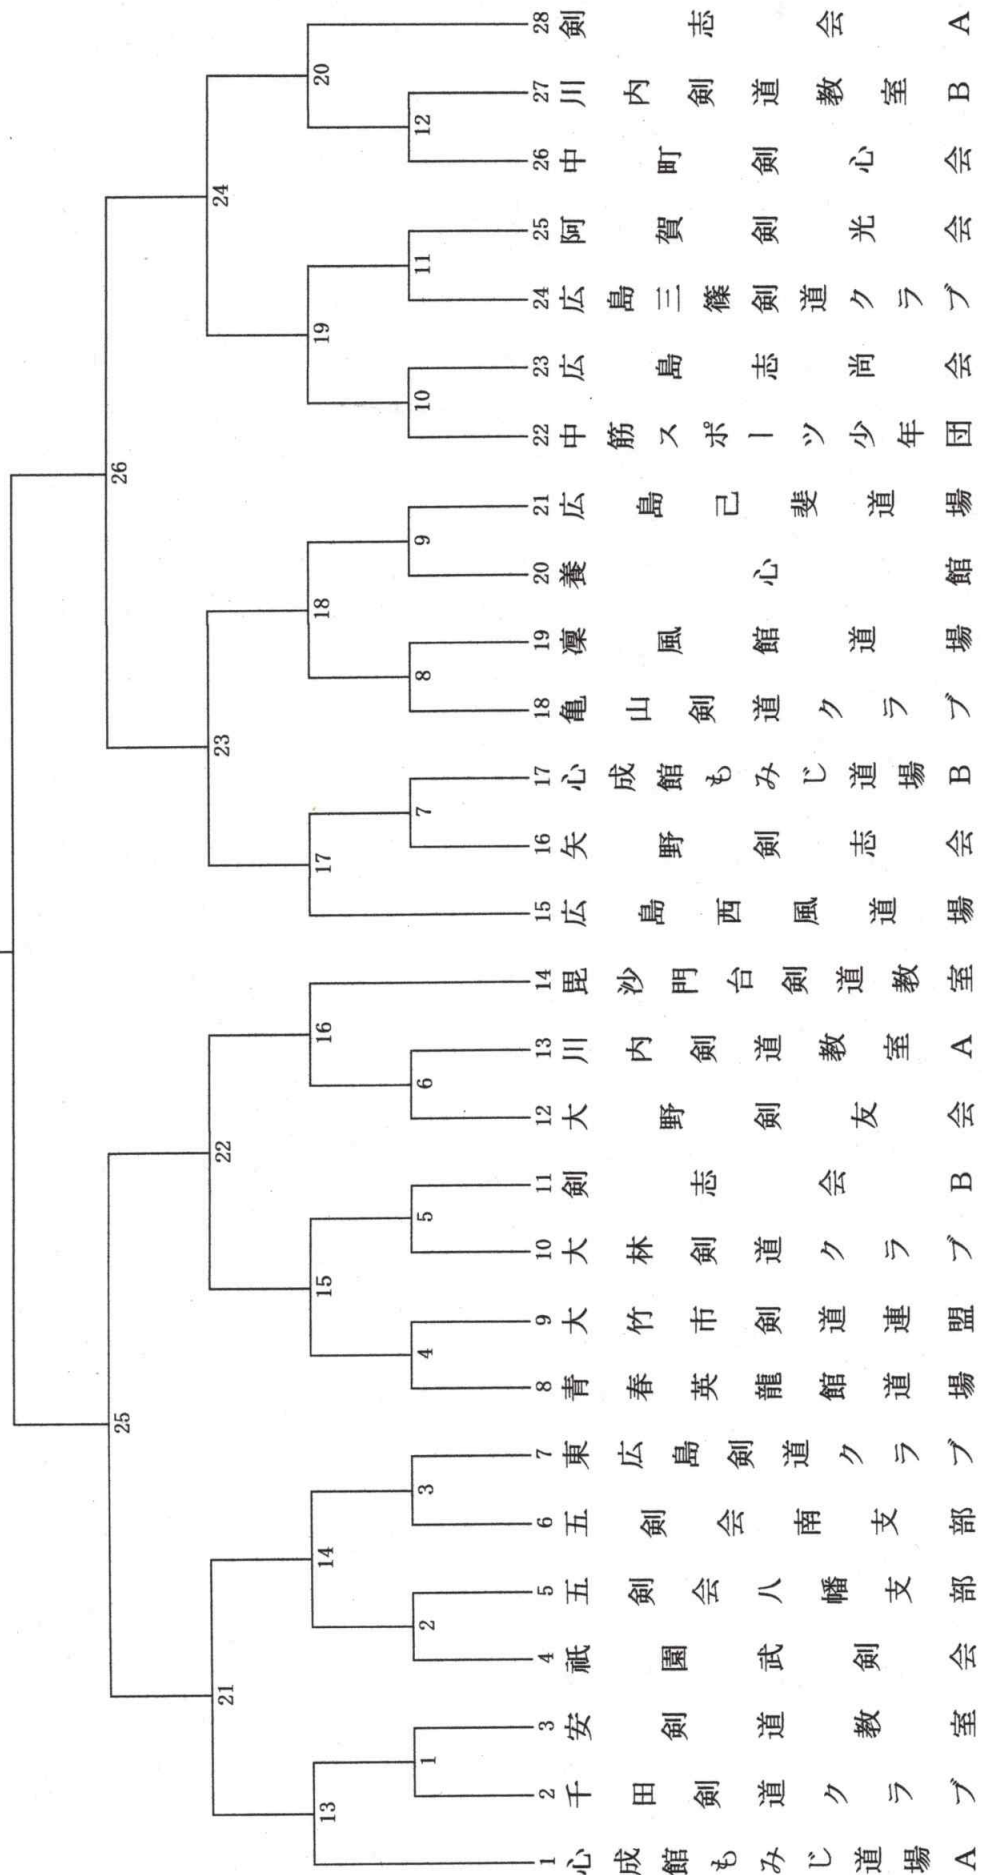 28 剣志会A
20
27 川内剣道教室B
12
26 中町剣心会
24
25 阿賀剣光会
11
24 広島三篠剣道クラブ
19
23 広島志尚会
10
22 中筋スポーツ少年団
26
21 広島己斐道場
9
20 養心館
18
19 凛風館道場
8
18 亀山剣道クラブ
23
17 心成館もみじ道場B
7
16 矢野剣志会
17
15 広島西風道場
14 毘沙門台剣道教室
16
13 川内剣道教室A
6
12 大野剣友会
22
11 剣志会B
5
10 大林剣道クラブ
15
9 大竹市剣道連盟
4
8 青春英龍館道場
25
7 東広島剣道クラブ
3
6 五剣会南支部
14
5 五剣会八幡支部
2
4 祇園武剣会
21
3 安剣道教室
1
2 千田剣道クラブ
13
1 心成館もみじ道場A